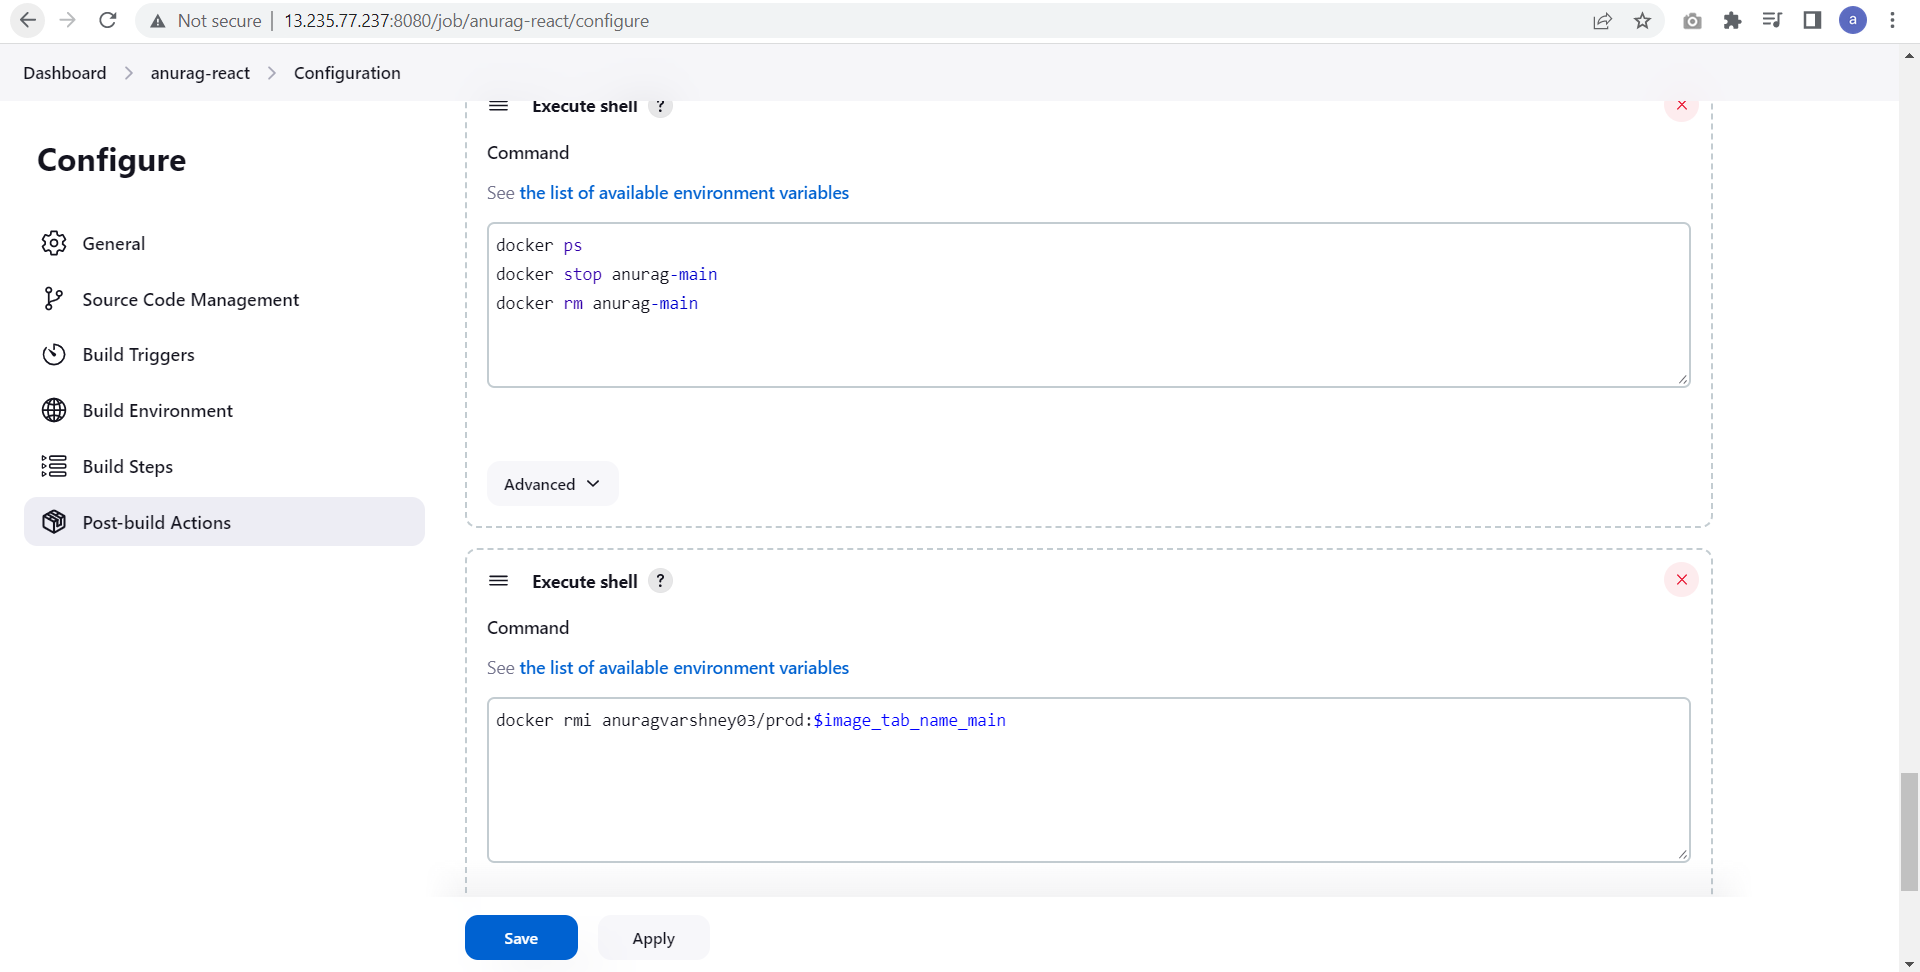 Not secure | 13.235.77.237:8080/job/anurag-react/configure
a
Dashboard > anurag-react > Configuration
Configure
General
Source Code Management
Build Triggers
Build Environment
Build Steps
Post-build Actions
Execute shell ?
Command
See the list of available environment variables
docker ps
docker stop anurag-main
docker rm anurag-main
Advanced
Execute shell ?
Command
See the list of available environment variables
docker rmi anuragvarshney03/prod:$image_tab_name_main
Save
Apply